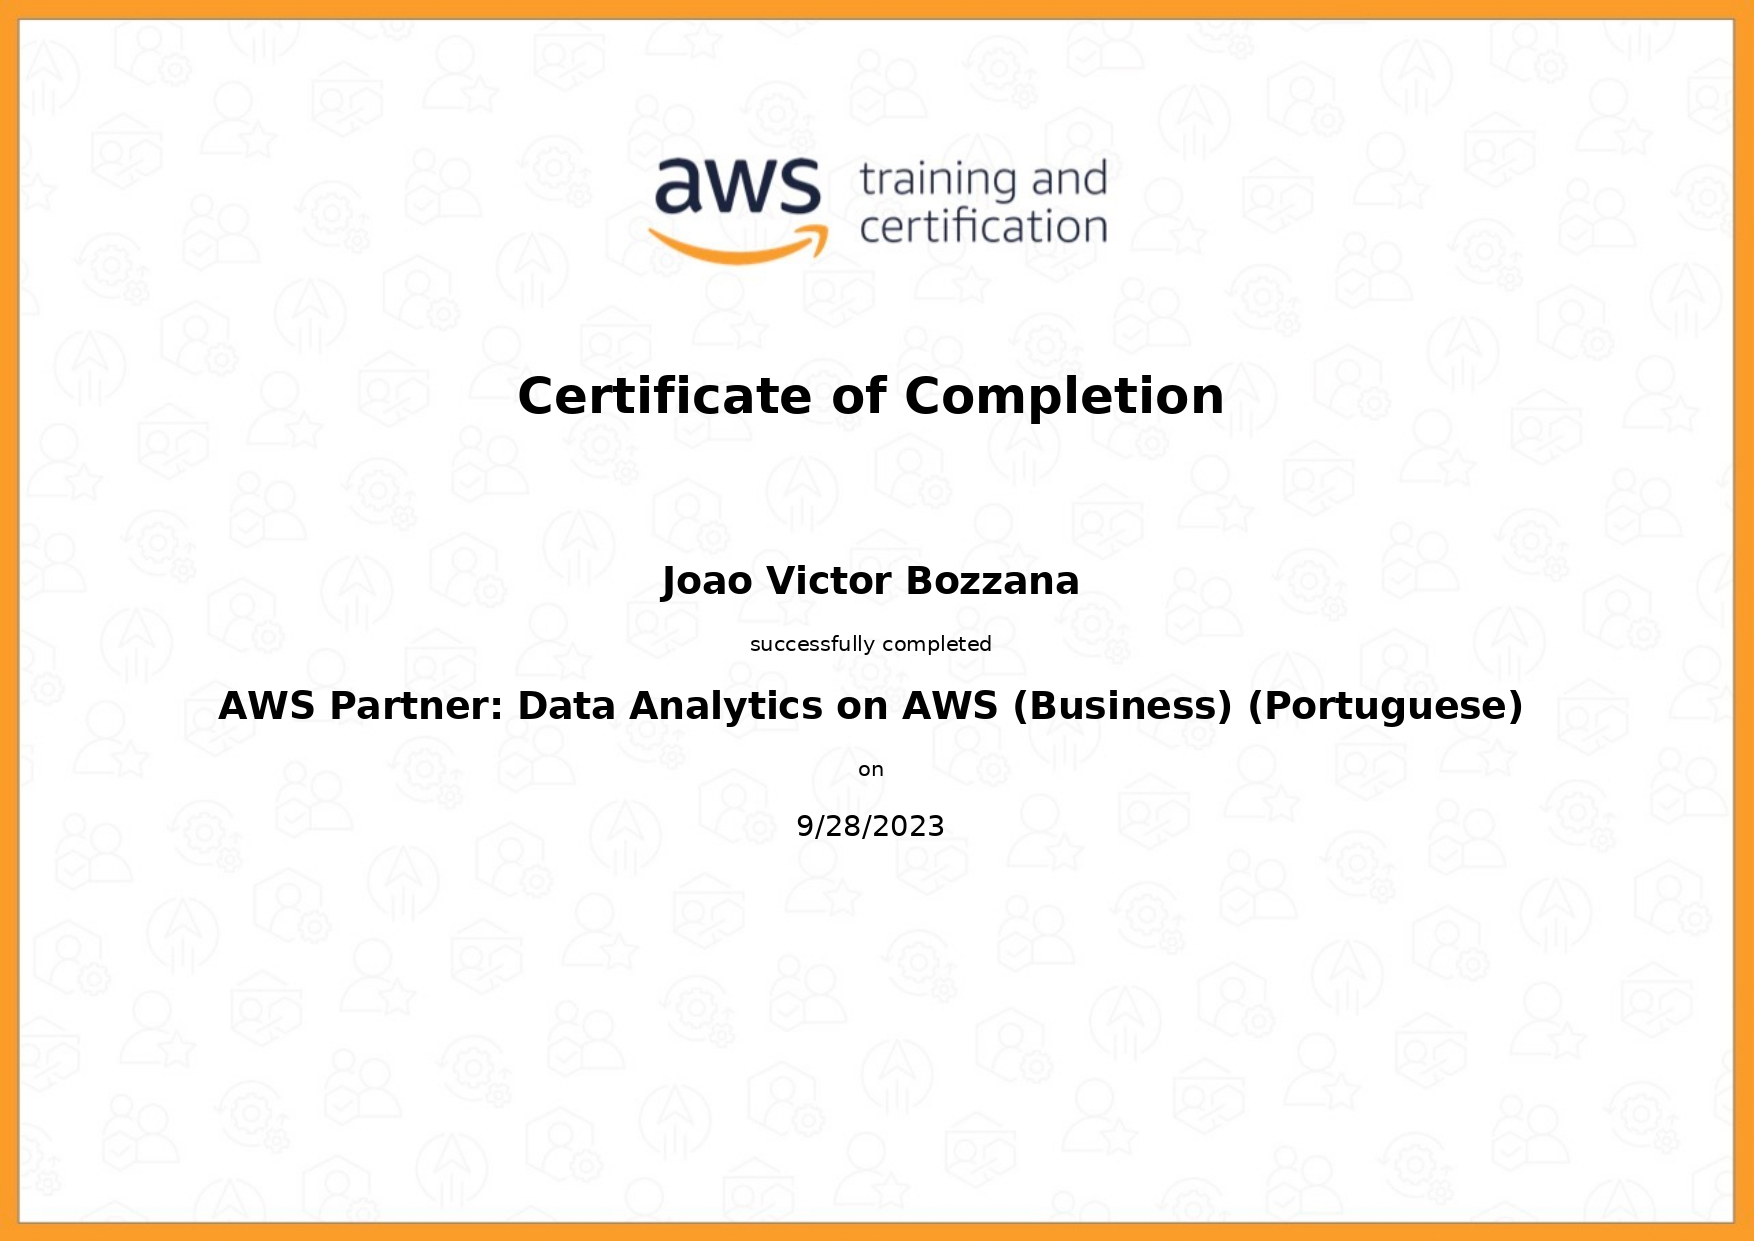 aws training and
certification
Certificate of Completion
Joao Victor Bozzana
successfully completed
AWS Partner: Data Analytics on AWS (Business) (Portuguese)
on
9/28/2023